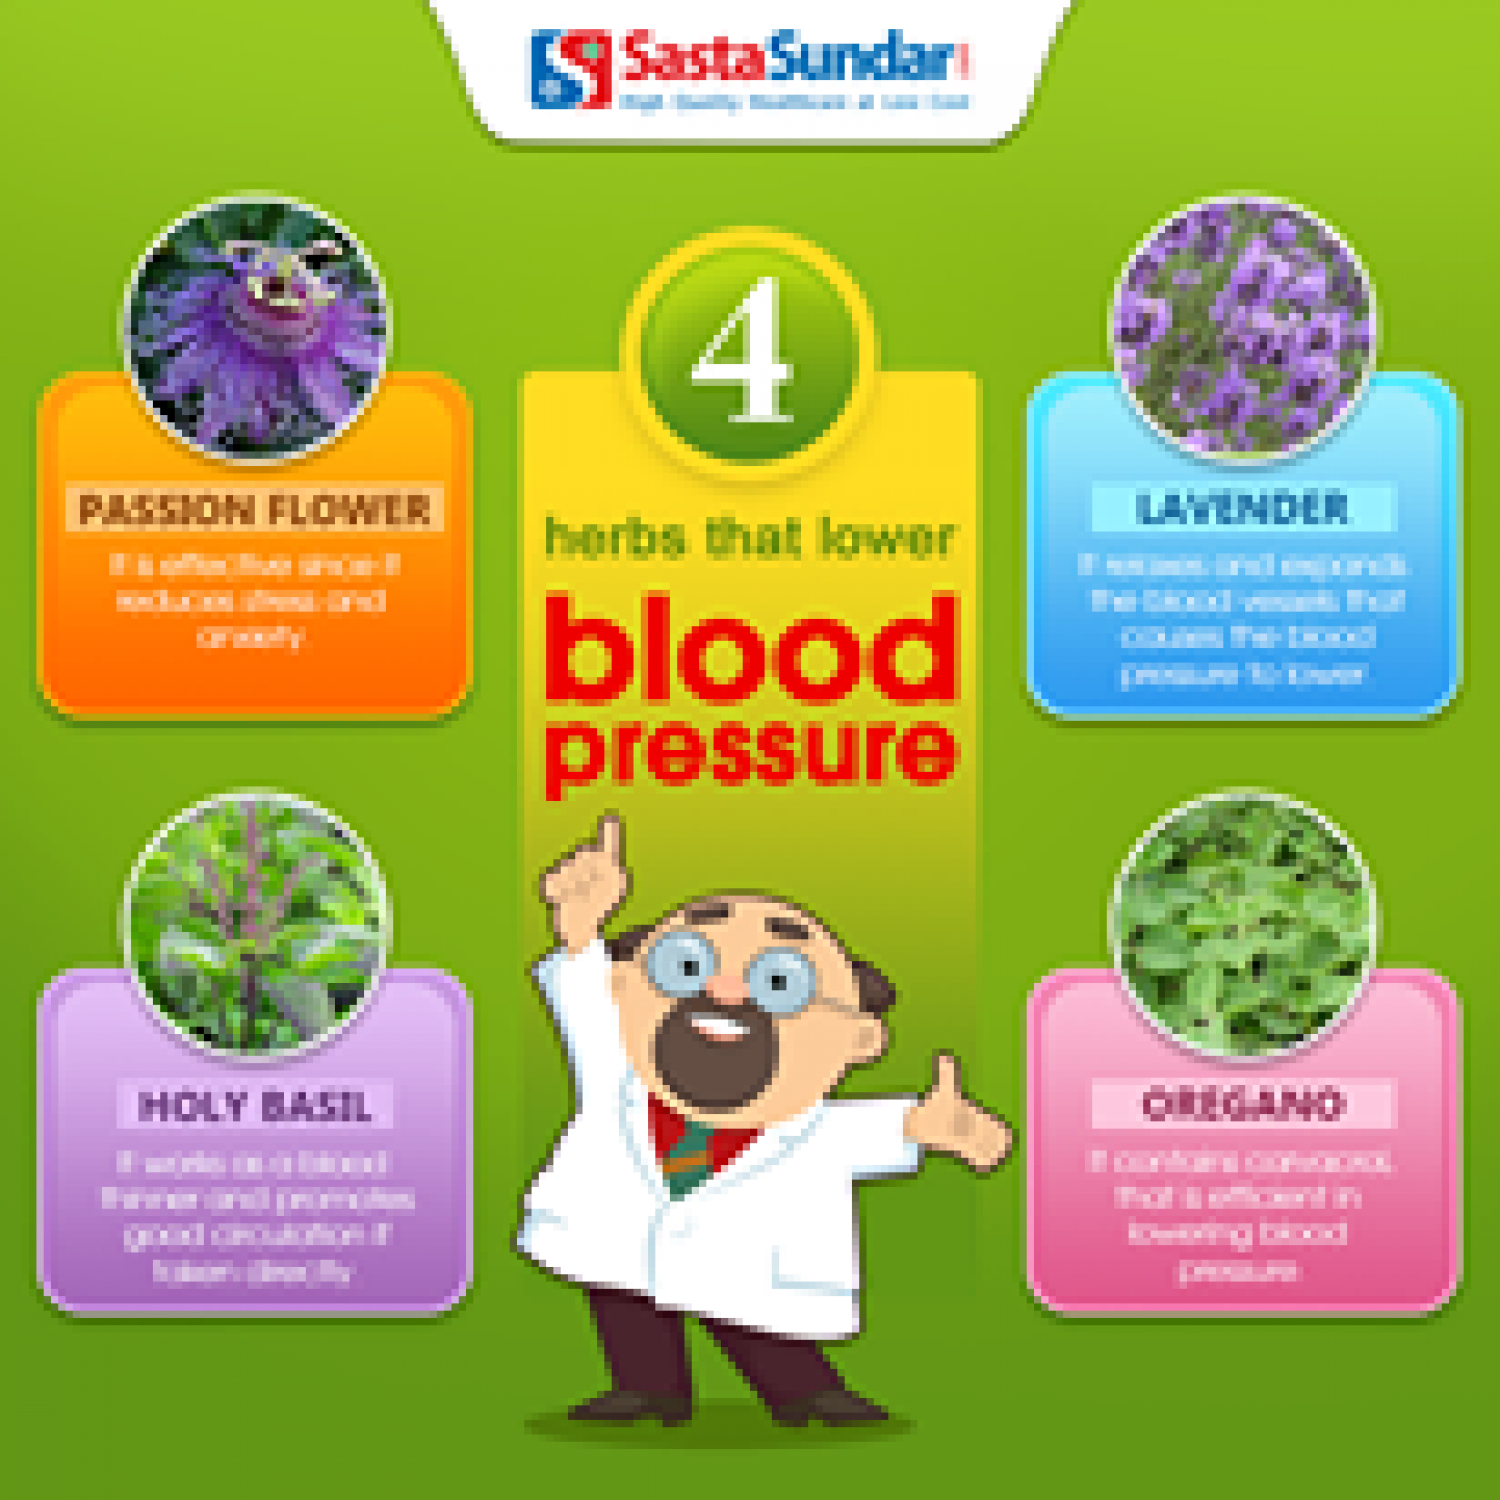 SastaSundar
High Quality Healthcare at Low Cost
4
herbs that lower
blood
pressure
PASSION FLOWER
It is effective since it
reduces stress and
anxiety
LAVENDER
It relaxes and expands
the blood vessels that
causes the blood
pressure to lower
HOLY BASIL
It works as a blood
thinner and promotes
good circulation if
taken directly
OREGANO
It contains carvacrol,
that is efficient in
lowering blood
pressure